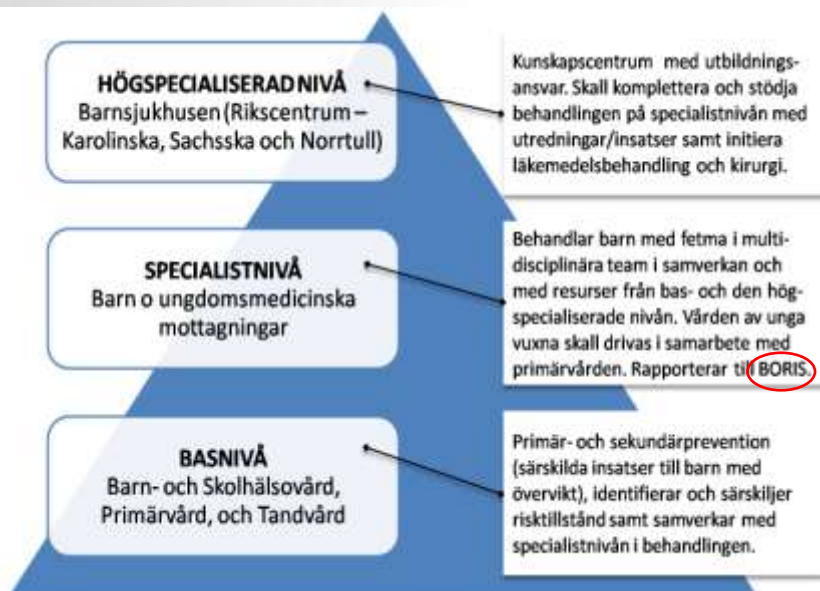 HÖGSPECIALISERAD NIVÅ
Barnsjukhusen (Rikscentrum –
Karolinska, Sachsska och Norrtull)
Kunskapscentrum med utbildnings-
ansvar. Skall komplettera och stödja
behandlingen på specialistnivån med
utredningar/insatser samt initiera
läkemedelsbehandling och kirurgi.
SPECIALISTNIVÅ
Barn o ungdomsmedicinska
mottagningar
Behandlar barn med fetma i multi-
disciplinära team i samverkan och
med resurser från bas- och den hög-
specialiserade nivån. Vården av unga
vuxna skall drivas i samarbete med
primärvården. Rapporterar till BORIS.
BASNIVÅ
Barn- och Skolhälsovård,
Primärvård, och Tandvård
Primär- och sekundärprevention
(särskilda insatser till barn med
övervikt), identifierar och särskiljer
risktillstånd samt samverkar med
specialistnivån i behandlingen.